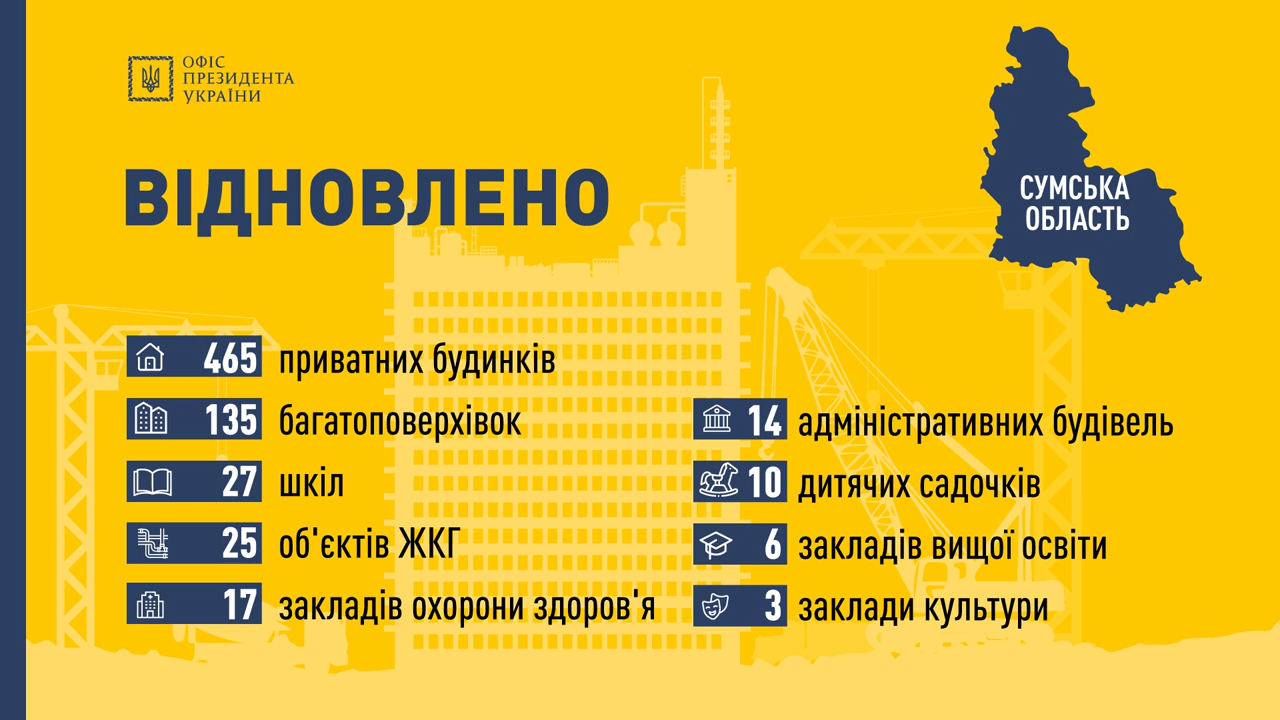 ОФІС
ПРЕЗИДЕНТА
УКРАЇНИ
ВІДНОВЛЕНО
СУМСЬКА
ОБЛАСТЬ
465 приватних будинків
135 багатоповерхівок
27 шкіл
25 об'єктів ЖКГ
17 закладів охорони здоров'я
14 адміністративних будівель
10 дитячих садочків
6 закладів вищої освіти
3 заклади культури